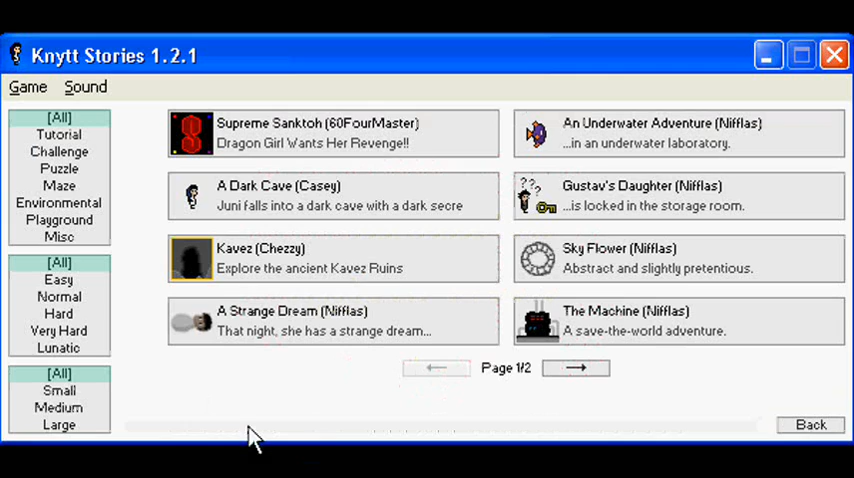 Knytt Stories 1.2.1
Game Sound
[All]
Tutorial
Challenge
Puzzle
Maze
Environmental
Playground
Misc
[All]
Easy
Normal
Hard
Very Hard
Lunatic
[All]
Small
Medium
Large
Supreme Sanktoh (60FourMaster)
Dragon Girl Wants Her Revenge!!
An Underwater Adventure (Nifflas)
...in an underwater laboratory.
A Dark Cave (Casey)
Juni falls into a dark cave with a dark secre
???
Gustav's Daughter (Nifflas)
...is locked in the storage room.
Kavez (Chezzy)
Explore the ancient Kavez Ruins
Sky Flower (Nifflas)
Abstract and slightly pretentious.
A Strange Dream (Nifflas)
That night, she has a strange dream...
The Machine (Nifflas)
A save-the-world adventure.
Page 1/2
Back